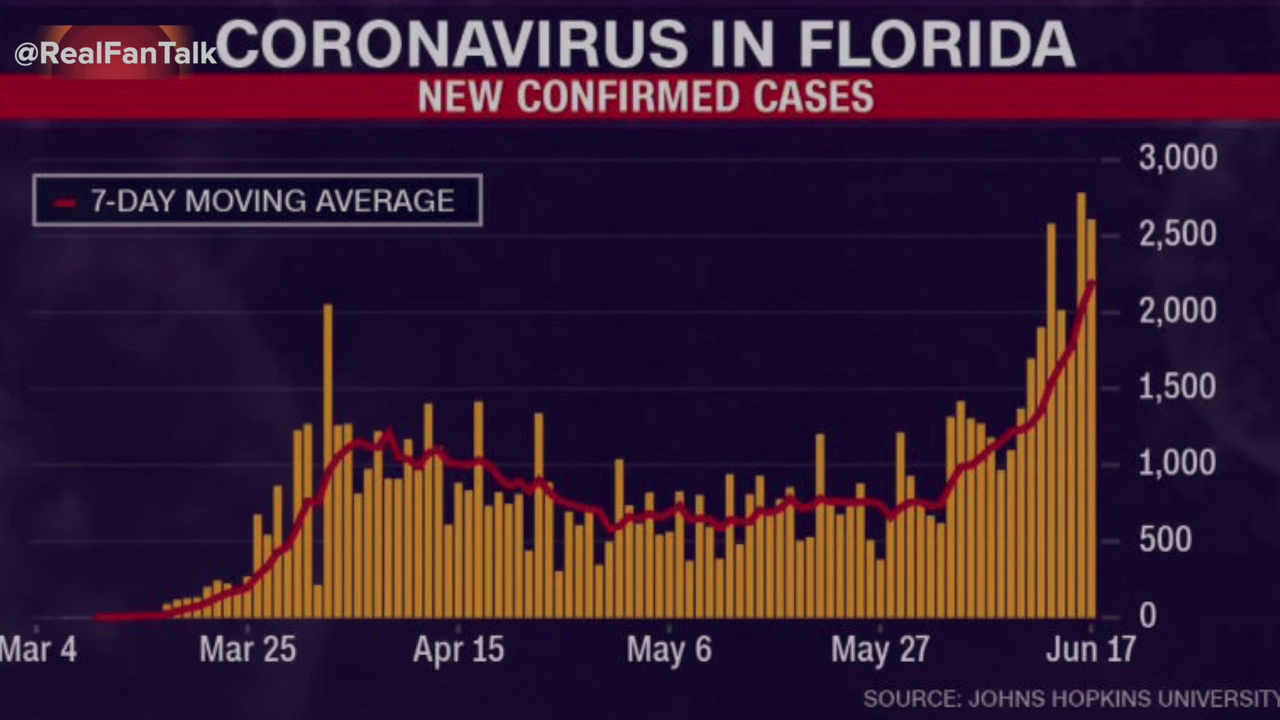 @RealFanTalk
CORONAVIRUS IN FLORIDA
NEW CONFIRMED CASES
7-DAY MOVING AVERAGE
3,000
2,500
2,000
1,500
1,000
500
0
Mar 4 Mar 25 Apr 15 May 6 May 27 Jun 17
SOURCE: JOHNS HOPKINS UNIVERSITY